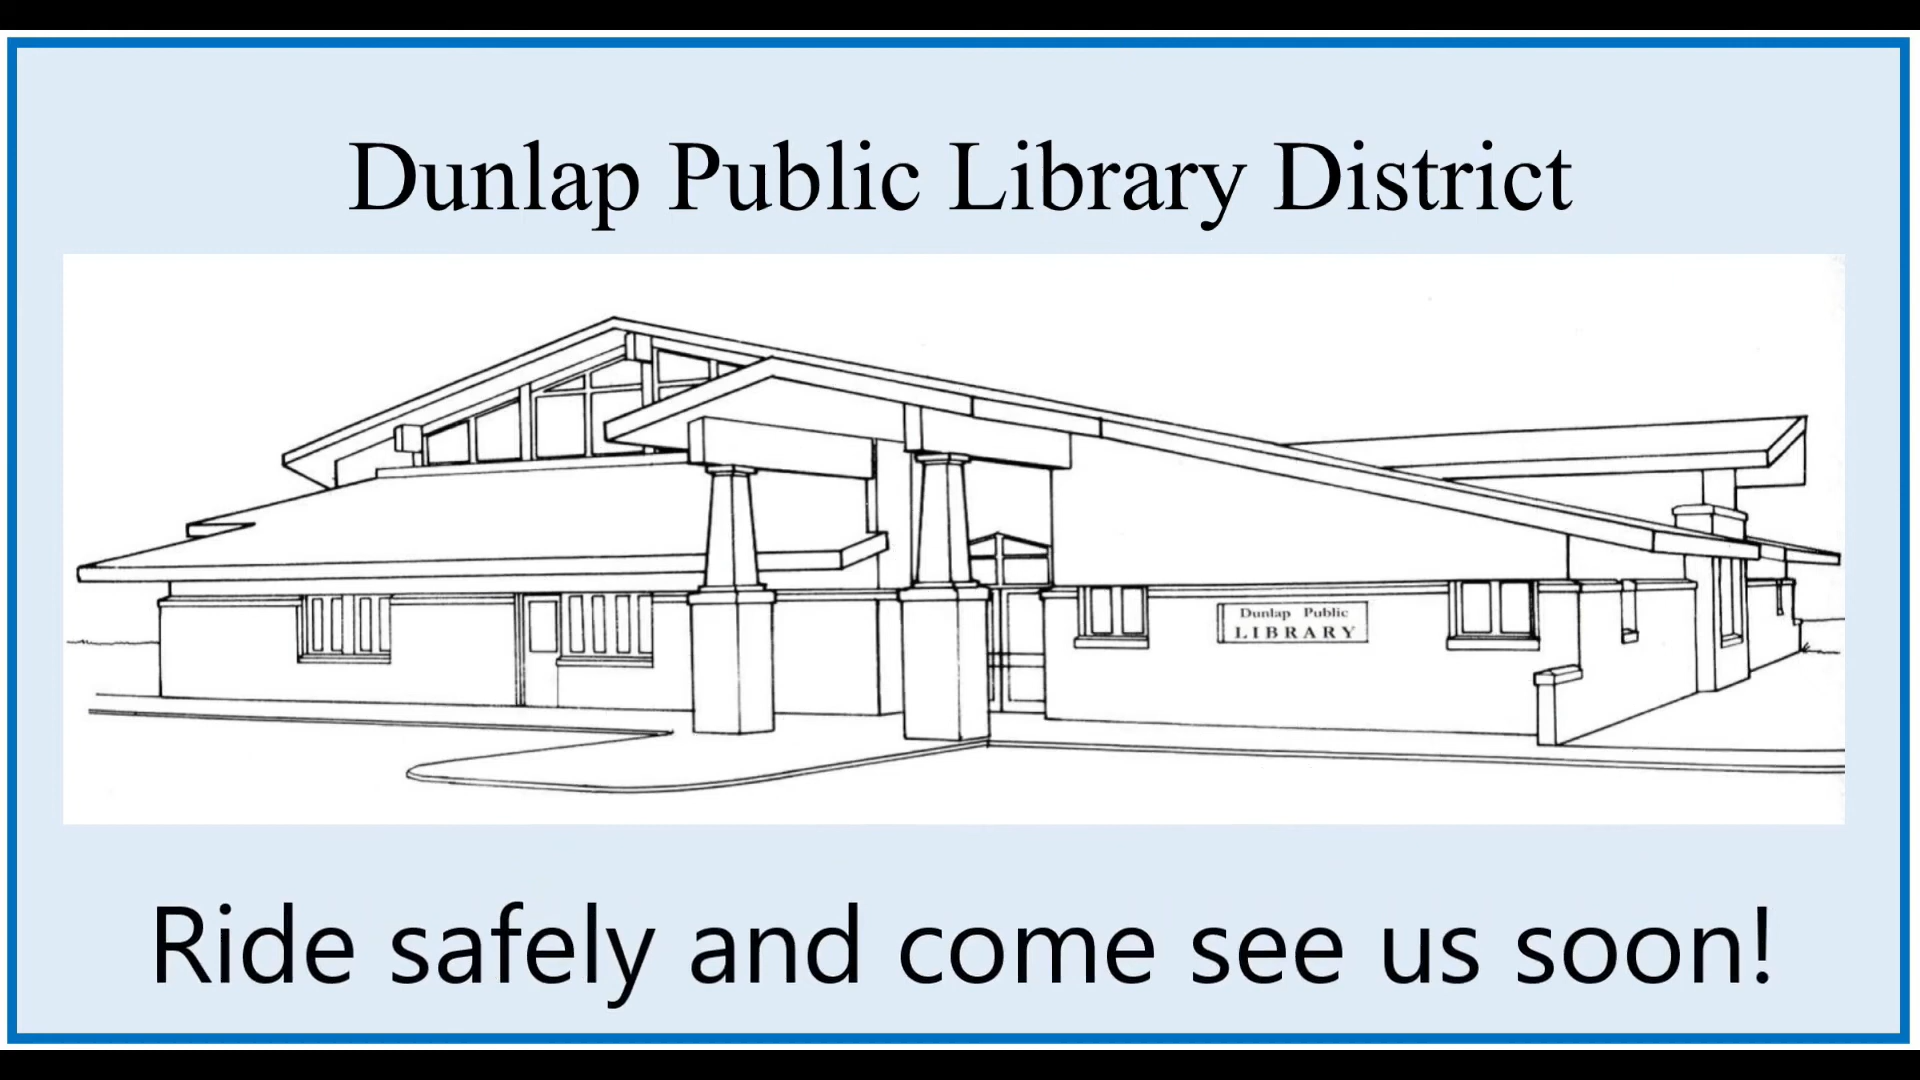 Dunlap Public Library District
Dunlap Public
LIBRARY
Ride safely and come see us soon!